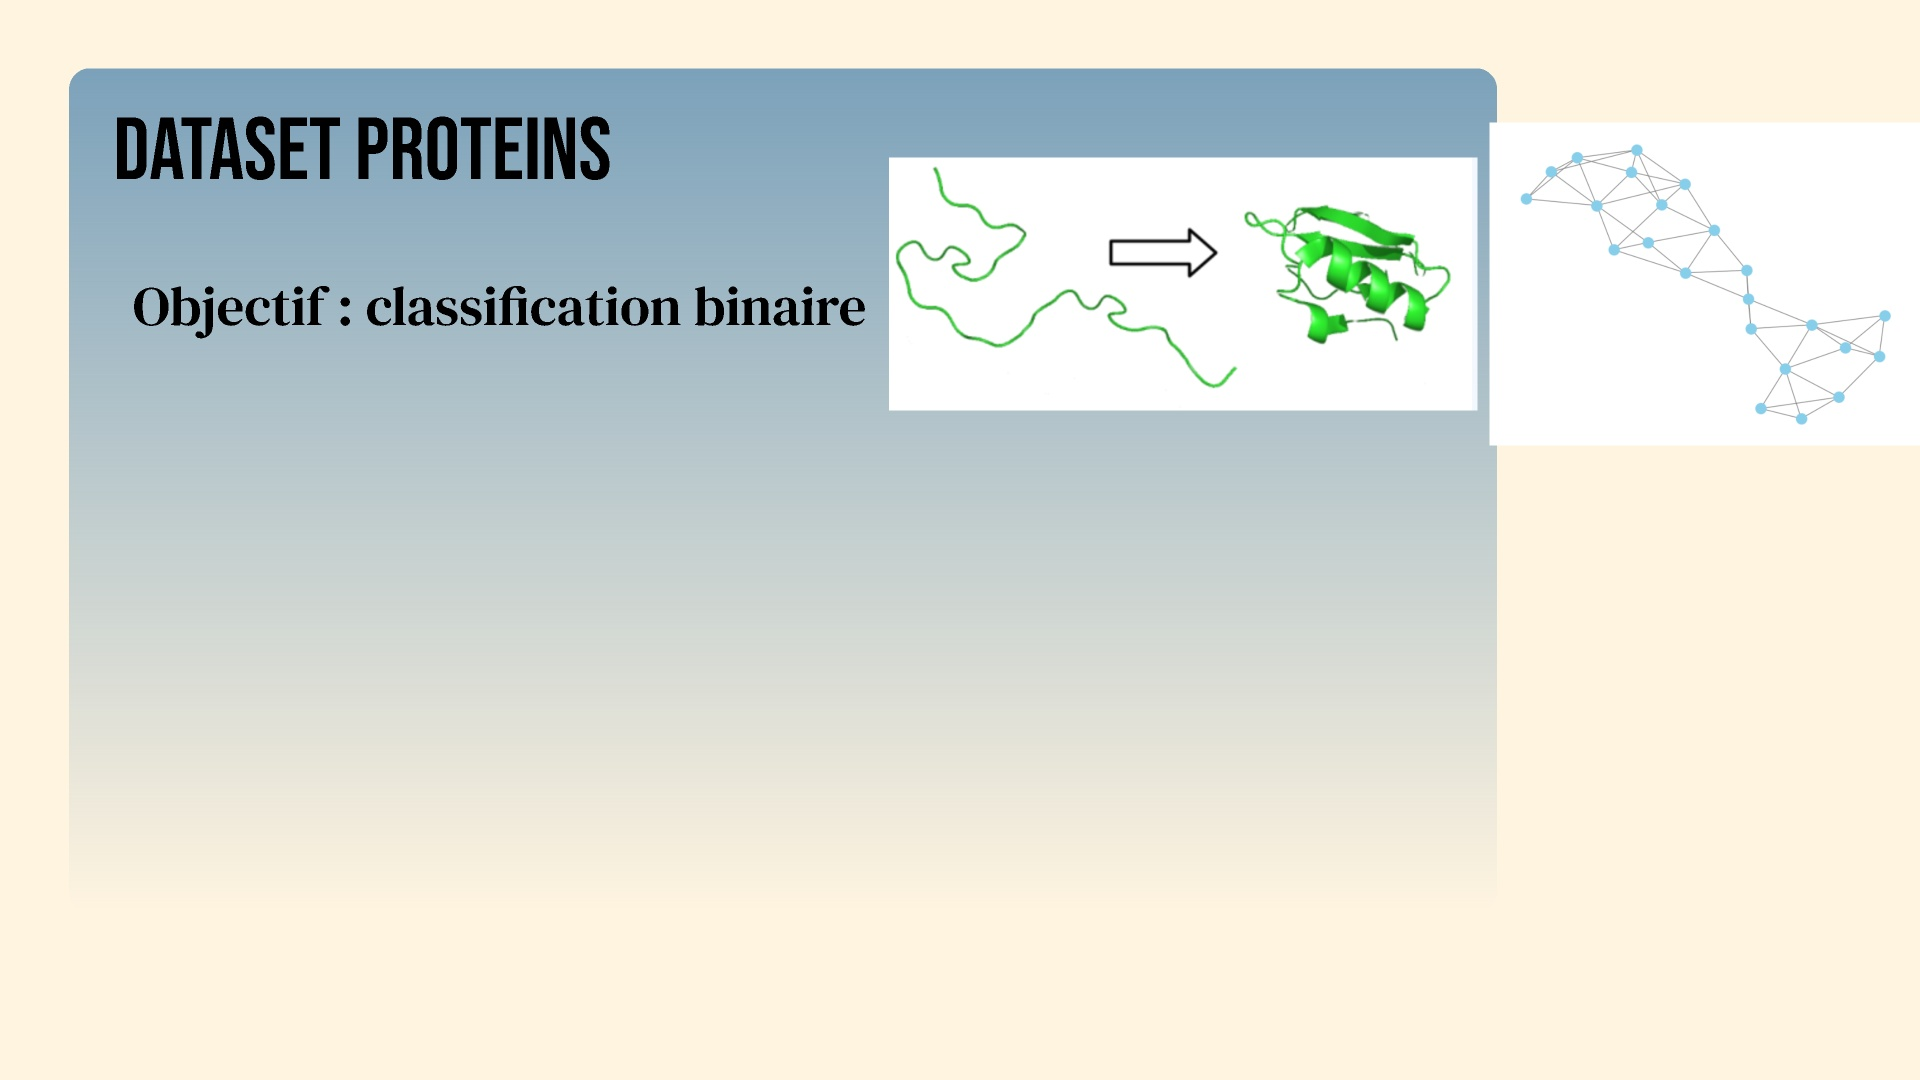 DATASET PROTEINS
Objectif : classification binaire